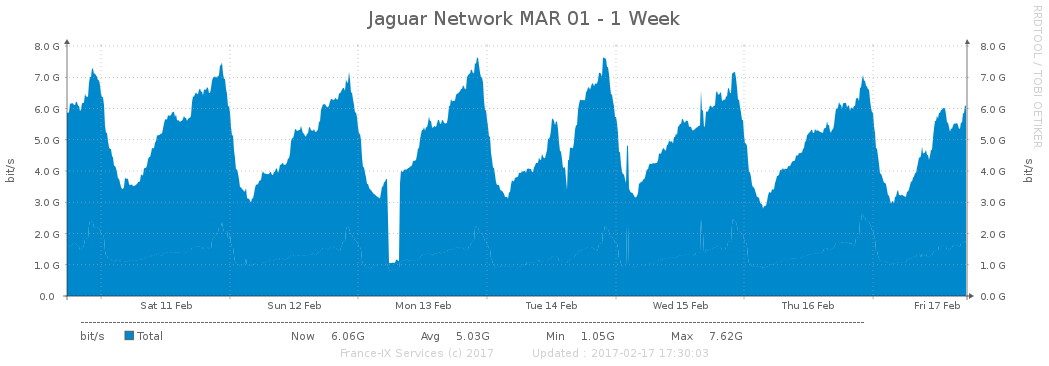 Jaguar Network MAR 01 - 1 Week
RRDTOOL / TOBI OETIKER
8.0 G 8.0 G
7.0 G 7.0 G
6.0 G 6.0 G
5.0 G 5.0 G
4.0 G 4.0 G
3.0 G 3.0 G
2.0 G 2.0 G
1.0 G 1.0 G
0.0 0.0 G
bit/s bit/s
Sat 11 Feb Sun 12 Feb Mon 13 Feb Tue 14 Feb Wed 15 Feb Thu 16 Feb Fri 17 Feb
bit/s Total Now 6.06G Avg 5.03G Min 1.05G Max 7.62G
France-IX Services (c) 2017 Updated : 2017-02-17 17:30:03